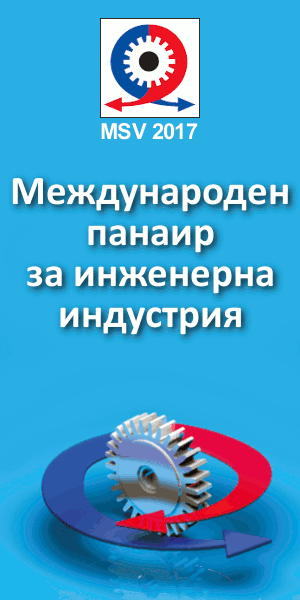 MSV 2017
Международен
панаир
за инженерна
индустрия